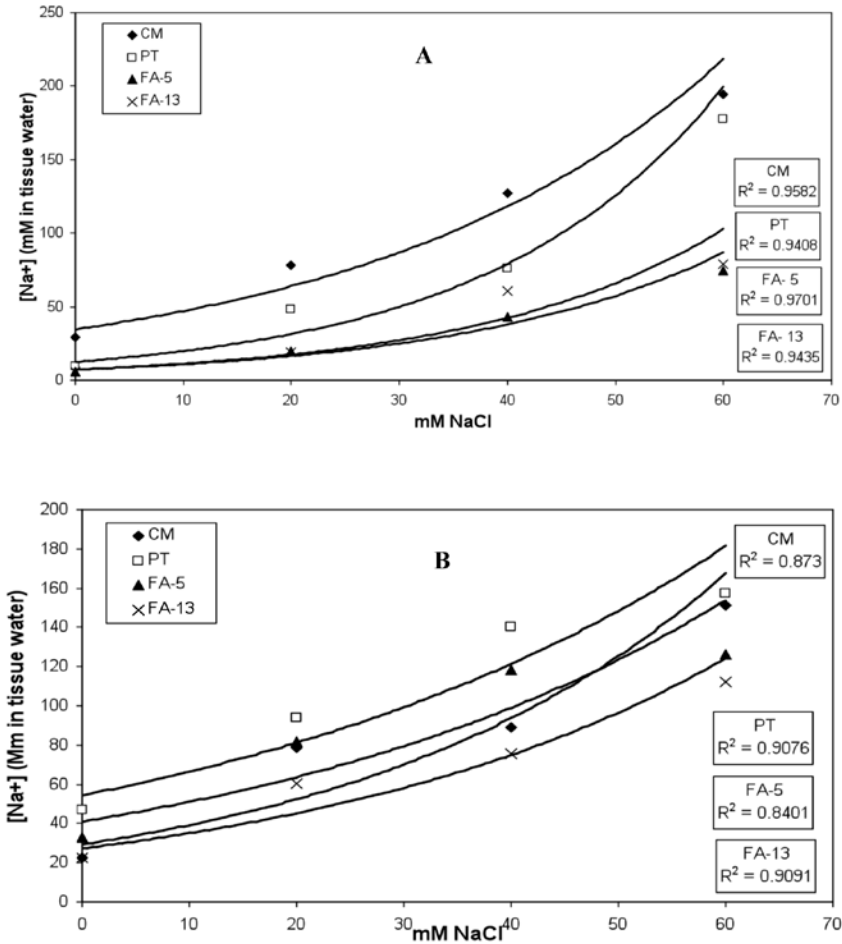 250
200
150
100
50
0
[Na+] (mM in tissue water)
CM
PT
FA-5
FA-13
A
CM
R² = 0.9582
PT
R² = 0.9408
FA- 5
R² = 0.9701
FA- 13
R² = 0.9435
0 10 20 30 40 50 60 70
mM NaCl
200
180
160
140
120
100
80
60
40
20
0
[Na+] (Mm in tissue water)
CM
PT
FA-5
FA-13
B
CM
R² = 0.873
PT
R² = 0.9076
FA-5
R² = 0.8401
FA-13
R² = 0.9091
0 10 20 30 40 50 60 70
mM NaCl